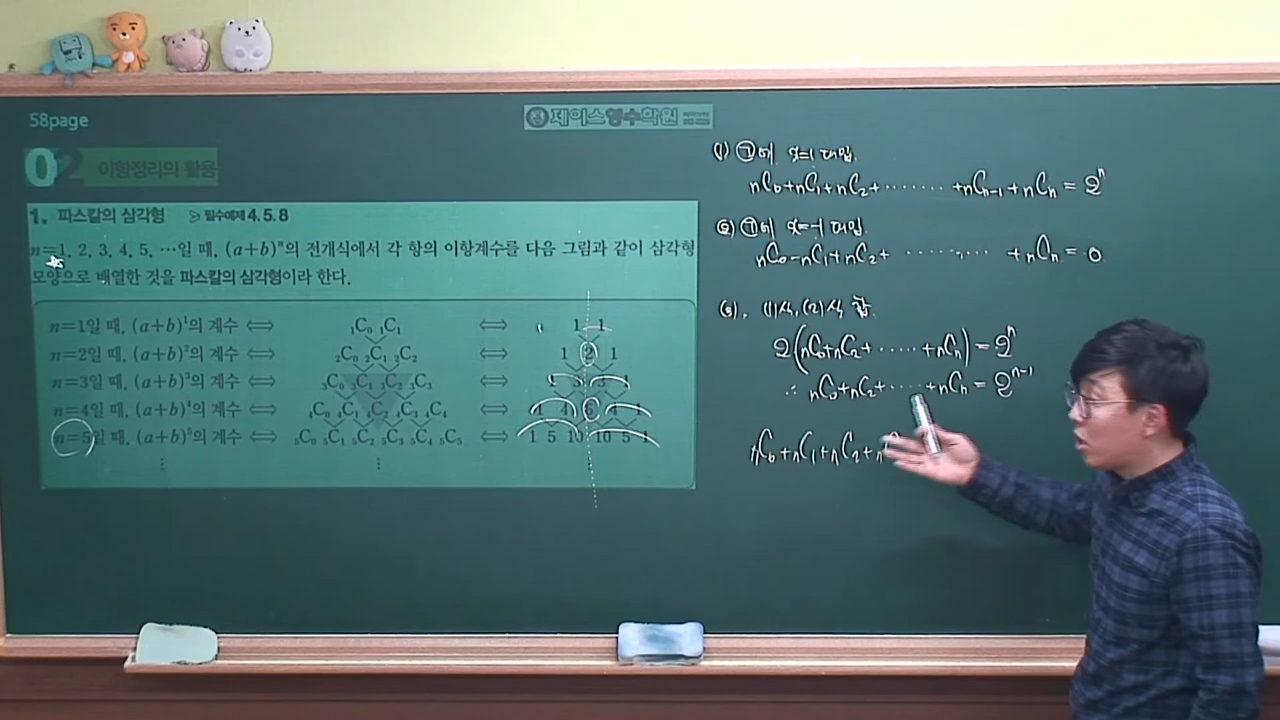 58page
제이스영수학원
02 이항정리의 활용
1. 파스칼의 삼각형 필수예제 4, 5, 8
n=1, 2, 3, 4, 5, …일 때, (a+b)ⁿ의 전개식에서 각 항의 이항계수를 다음 그림과 같이 삼각형
모양으로 배열한 것을 파스칼의 삼각형이라 한다.
n=1일 때, (a+b)¹의 계수 ⇔ ₁C₀ ₁C₁ ⇔ 1 1
n=2일 때, (a+b)²의 계수 ⇔ ₂C₀ ₂C₁ ₂C₂ ⇔ 1 2 1
n=3일 때, (a+b)³의 계수 ⇔ ₃C₀ ₃C₁ ₃C₂ ₃C₃ ⇔
n=4일 때, (a+b)⁴의 계수 ⇔ ₄C₀ ₄C₁ ₄C₂ ₄C₃ ₄C₄ ⇔ 1 4 6 4 1
n=5일 때, (a+b)⁵의 계수 ⇔ ₅C₀ ₅C₁ ₅C₂ ₅C₃ ₅C₄ ₅C₅ ⇔ 1 5 10 10 5 1
⋮ ⋮ ⋮
(1) ㉠에 x=1 대입
nC₀+nC₁+nC₂+⋯⋯+nCn-1+nCn=2ⁿ
(2) ㉠에 x=-1 대입
nC₀-nC₁+nC₂+⋯⋯+nCn=0
(3). (1)식, (2)식 합
2(nC₀+nC₂+⋯⋯+nCn)=2ⁿ
∴ nC₀+nC₂+⋯⋯+nCn=2ⁿ⁻¹
nC₀+nC₁+nC₂+n